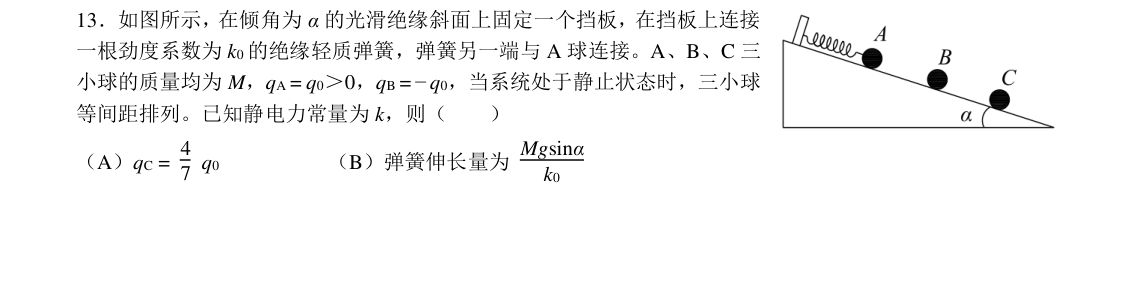 13．如图所示，在倾角为 α 的光滑绝缘斜面上固定一个挡板，在挡板上连接
一根劲度系数为 k0 的绝缘轻质弹簧，弹簧另一端与 A 球连接。A、B、C 三
小球的质量均为 M，qA = q0＞0，qB = − q0，当系统处于静止状态时，三小球
等间距排列。已知静电力常量为 k，则（　　）
（A）qC = 4/7 q0　　（B）弹簧伸长量为 Mgsinα/k0
A
B
C
α